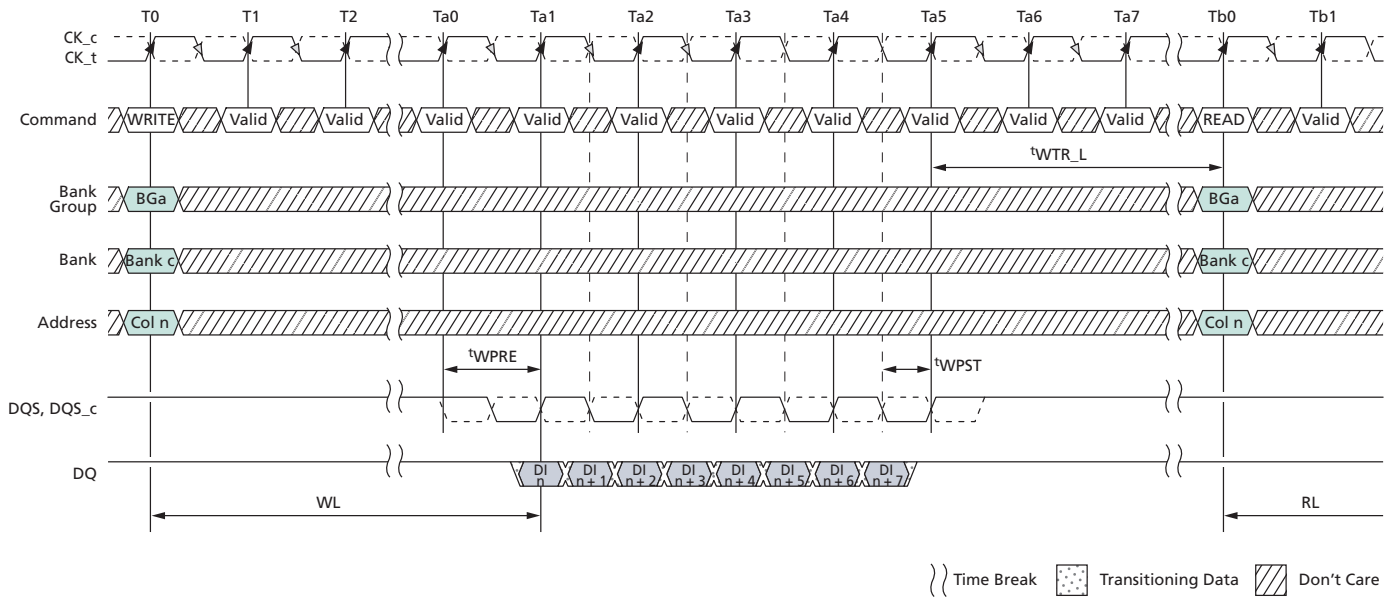 T0 T1 T2 Ta0 Ta1 Ta2 Ta3 Ta4 Ta5 Ta6 Ta7 Tb0 Tb1
CK_c
CK_t
Command WRITE Valid Valid Valid Valid Valid Valid Valid Valid Valid Valid READ Valid
tWTR_L
Bank Group BGa BGa
Bank Bank c Bank c
Address Col n Col n
tWPRE tWPST
DQS, DQS_c
DQ DI n DI n + 1 DI n + 2 DI n + 3 DI n + 4 DI n + 5 DI n + 6 DI n + 7
WL RL
Time Break Transitioning Data Don't Care